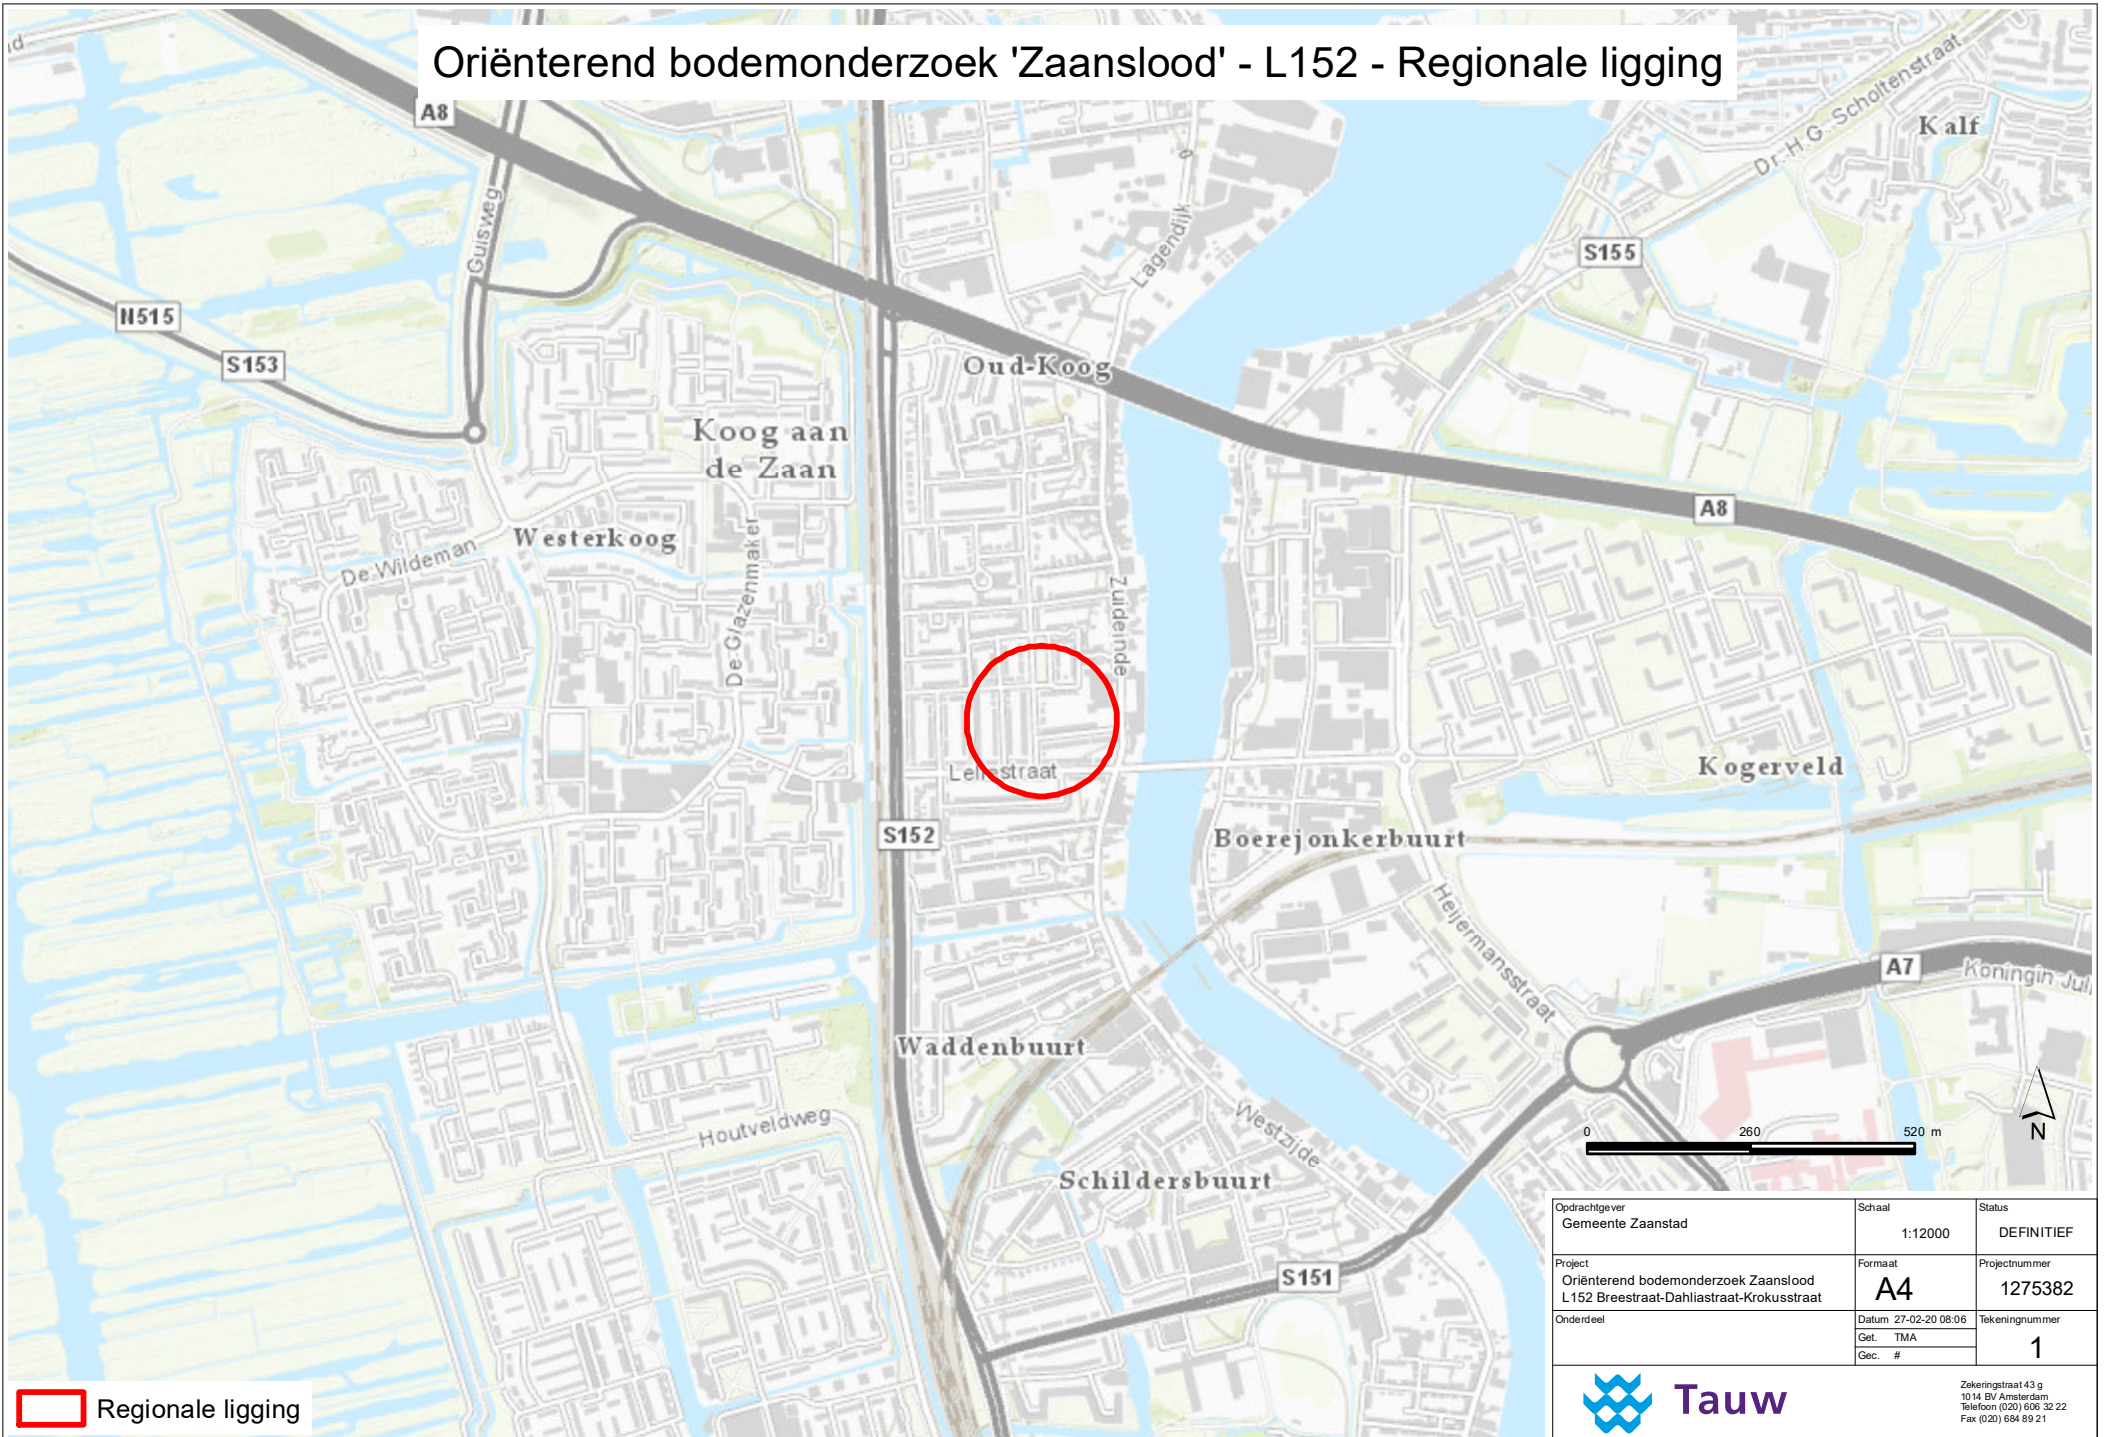 Oriënterend bodemonderzoek 'Zaanslood' - L152 - Regionale ligging
A8
Guisweg
Lagendijk
Dr. H.G. Scholtenstraat
Kalf
S155
N515
S153
Oud-Koog
Koog aan
de Zaan
A8
Westerkoog
De Wildeman
De Glazenmaker
Zuideinde
Leliestraat
Kogerveld
S152
Boerejonkerbuurt
Heijermansstraat
A7
Koningin Juli
Waddenbuurt
Houtveldweg
Westzijde
Schildersbuurt
S151
0 260 520 m
N
Opdrachtgever
Gemeente Zaanstad
Schaal
1:12000
Status
DEFINITIEF
Project
Oriënterend bodemonderzoek Zaanslood
L152 Breestraat-Dahliastraat-Krokusstraat
Formaat
A4
Projectnummer
1275382
Onderdeel
Datum 27-02-20 08:06
Get. TMA
Gec. #
Tekeningnummer
1
Tauw
Zekeringstraat 43 g
1014 BV Amsterdam
Telefoon (020) 606 32 22
Fax (020) 684 89 21
Regionale ligging